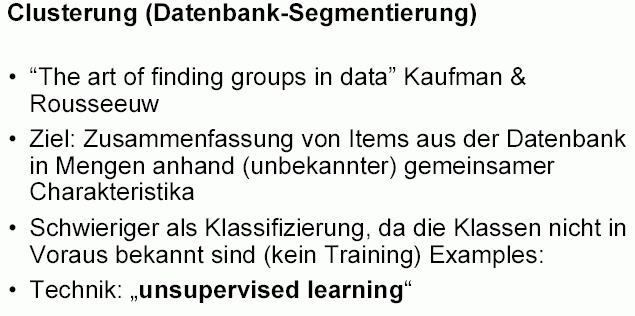 Clusterung (Datenbank-Segmentierung)
• “The art of finding groups in data” Kaufman &
Rousseeuw
• Ziel: Zusammenfassung von Items aus der Datenbank
in Mengen anhand (unbekannter) gemeinsamer
Charakteristika
• Schwieriger als Klassifizierung, da die Klassen nicht in
Voraus bekannt sind (kein Training) Examples:
• Technik: „unsupervised learning“